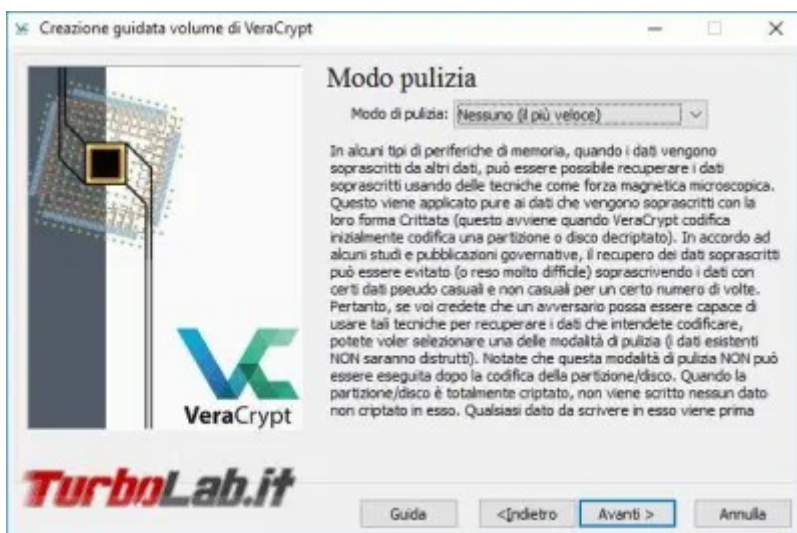 Creazione guidata volume di VeraCrypt
Modo pulizia
Modo di pulizia: Nessuno (il più veloce)
In alcuni tipi di periferiche di memoria, quando i dati vengono
soprascritti da altri dati, può essere possibile recuperare i dati
soprascritti usando delle tecniche come forza magnetica microscopica.
Questo viene applicato pure ai dati che vengono soprascritti con la
loro forma Crittata (questo avviene quando VeraCrypt codifica
inizialmente codifica una partizione o disco decriptato). In accordo ad
alcuni studi e pubblicazioni governative, il recupero dei dati soprascritti
può essere evitato (o reso molto difficile) soprascrivendo i dati con
certi dati pseudo casuali e non casuali per un certo numero di volte.
Pertanto, se voi credete che un avversario possa essere capace di
usare tali tecniche per recuperare i dati che intendete codificare,
potete voler selezionare una delle modalità di pulizia (i dati esistenti
NON saranno distrutti). Notate che questa modalità di pulizia NON può
essere eseguita dopo la codifica della partizione/disco. Quando la
partizione/disco è totalmente criptato, non viene scritto nessun dato
non criptato in esso. Qualsiasi dato da scrivere in esso viene prima
VeraCrypt
TurboLab.it
Guida
<Indietro
Avanti >
Annulla